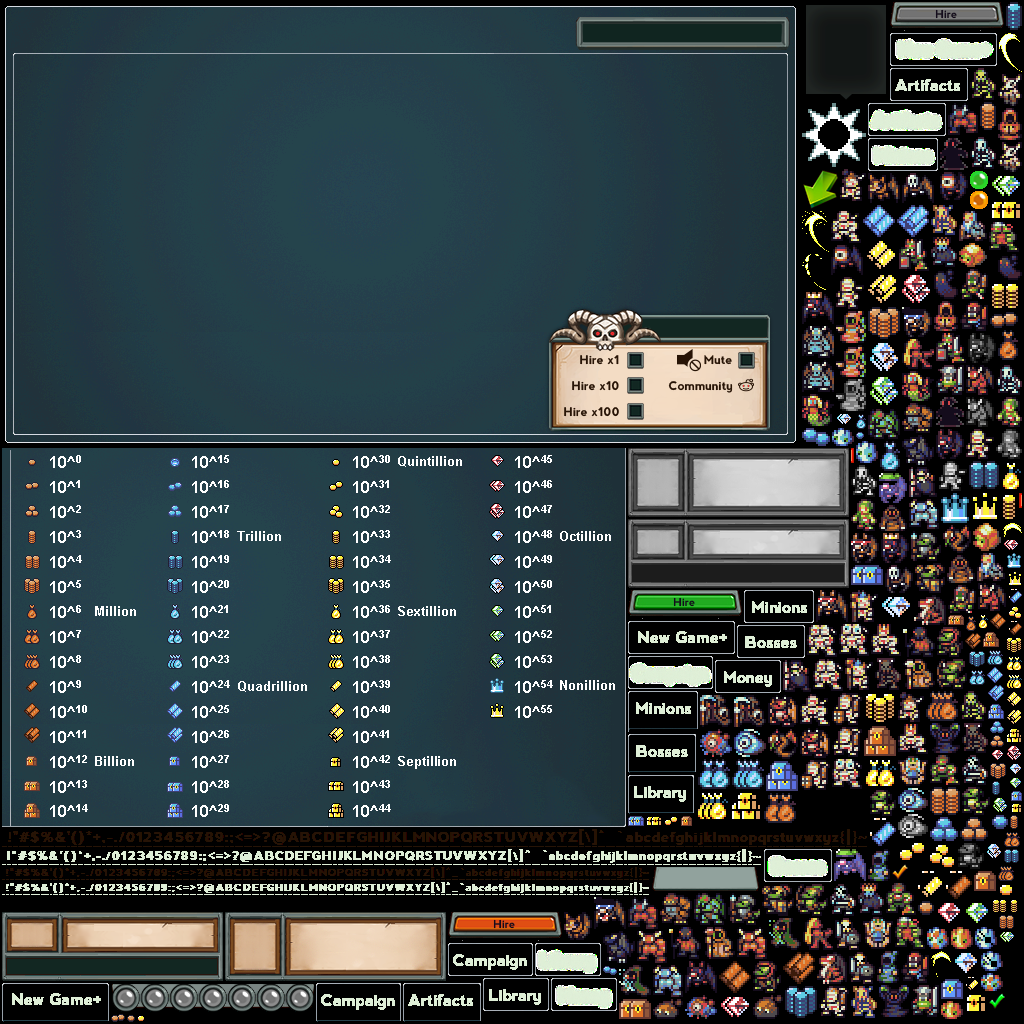 Hire
Artifacts
Hire x1
Mute
Hire x10
Community
Hire x100
10^0
10^15
10^30 Quintillion
10^45
10^1
10^16
10^31
10^46
10^2
10^17
10^32
10^47
10^3
10^18 Trillion
10^33
10^48 Octillion
10^4
10^19
10^34
10^49
10^5
10^20
10^35
10^50
10^6 Million
10^21
10^36 Sextillion
10^51
10^7
10^22
10^37
10^52
10^8
10^23
10^38
10^53
10^9
10^24 Quadrillion
10^39
10^54 Nonillion
10^10
10^25
10^40
10^55
10^11
10^26
10^41
10^12 Billion
10^27
10^42 Septillion
10^13
10^28
10^43
10^14
10^29
10^44
Hire
Minions
New Game+
Bosses
Money
Minions
Bosses
Library
!"#$%&'()*+,-./0123456789:;<=>?@ABCDEFGHIJKLMNOPQRSTUVWXYZ[\]^_`abcdefghijklmnopqrstuvwxyz{|}~
!"#$%&'()*+,-./0123456789:;<=>?@ABCDEFGHIJKLMNOPQRSTUVWXYZ[\]^_`abcdefghijklmnopqrstuvwxyz{|}~
!"#$%&'()*+,-./0123456789:;<=>?@ABCDEFGHIJKLMNOPQRSTUVWXYZ[\]^_`abcdefghijklmnopqrstuvwxyz{|}~
Hire
Campaign
New Game+
Campaign
Artifacts
Library